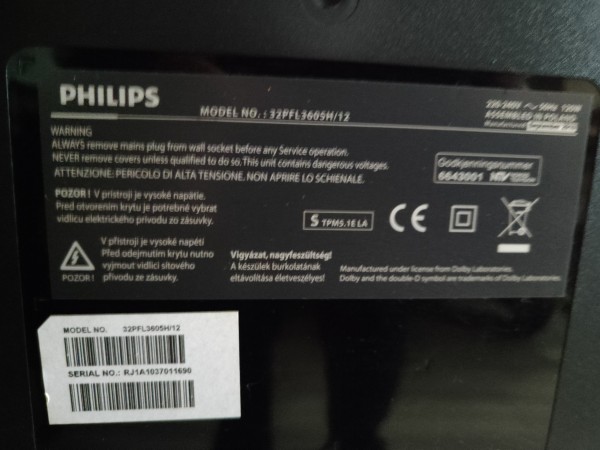 PHILIPS
MODEL NO. : 32PFL3605H/12
220-240V ~ 50Hz 120W
ASSEMBLED IN POLAND
Manufactured September
WARNING
ALWAYS remove mains plug from wall socket before any Service operation.
NEVER remove covers unless qualified to do so. This unit contains dangerous voltages.
ATTENZIONE: PERICOLO DI ALTA TENSIONE. NON APRIRE LO SCHIENALE.
Godkjenningsnummer
6643001
POZOR ! V prístroji je vysoké napätie.
Pred otvorením krytu je potrebné vybrat
vidlicu elektrického prívodu zo zásuvky.
S TPM5.1E LA
CE
V přístroji je vysoké napětí
Před odejmutím krytu nutno
vyjmout vidlici síťového
přívodu ze zásuvky.
POZOR !
Vigyázat, nagyfeszültség!
A készülek burkolatának
eltávolítása életveszélyes!
Manufactured under license from Dolby Laboratories.
Dolby and the double-D symbol are trademarks of Dolby Laboratories.
MODEL NO. 32PFL3605H/12
SERIAL NO.: RJ1A1037011690